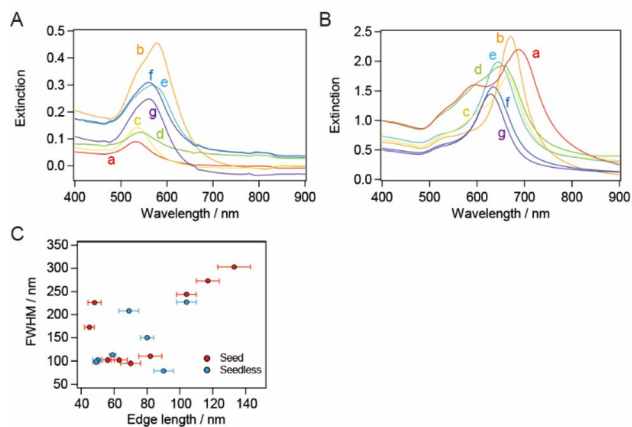 A
0.5
0.4
0.3
0.2
0.1
0.0
Extinction
b
f
e
g
c
d
a
400 500 600 700 800 900
Wavelength / nm
B
2.5
2.0
1.5
1.0
0.5
0.0
Extinction
b
a
e
d
c
f
g
400 500 600 700 800 900
Wavelength / nm
C
350
300
250
200
150
100
50
FWHM / nm
Seed
Seedless
40 60 80 100 120 140
Edge length / nm